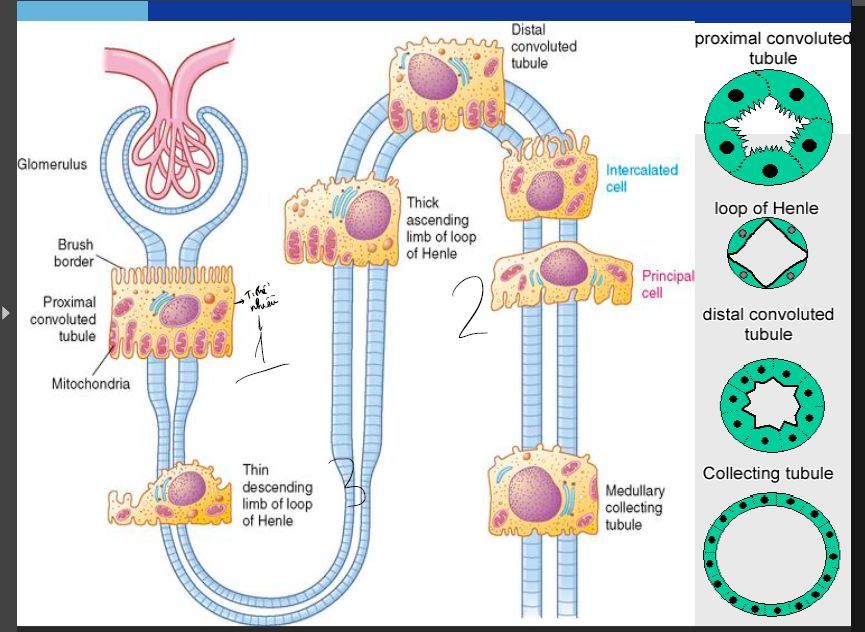 Distal
convoluted
tubule
Glomerulus
Intercalated
cell
Thick
ascending
limb of loop
of Henle
Brush
border
Proximal
convoluted
tubule
Mitochondria
nhiều
1
2
Principal
cell
Thin
descending
limb of loop
of Henle
3
Medullary
collecting
tubule
proximal convoluted
tubule
loop of Henle
distal convoluted
tubule
Collecting tubule